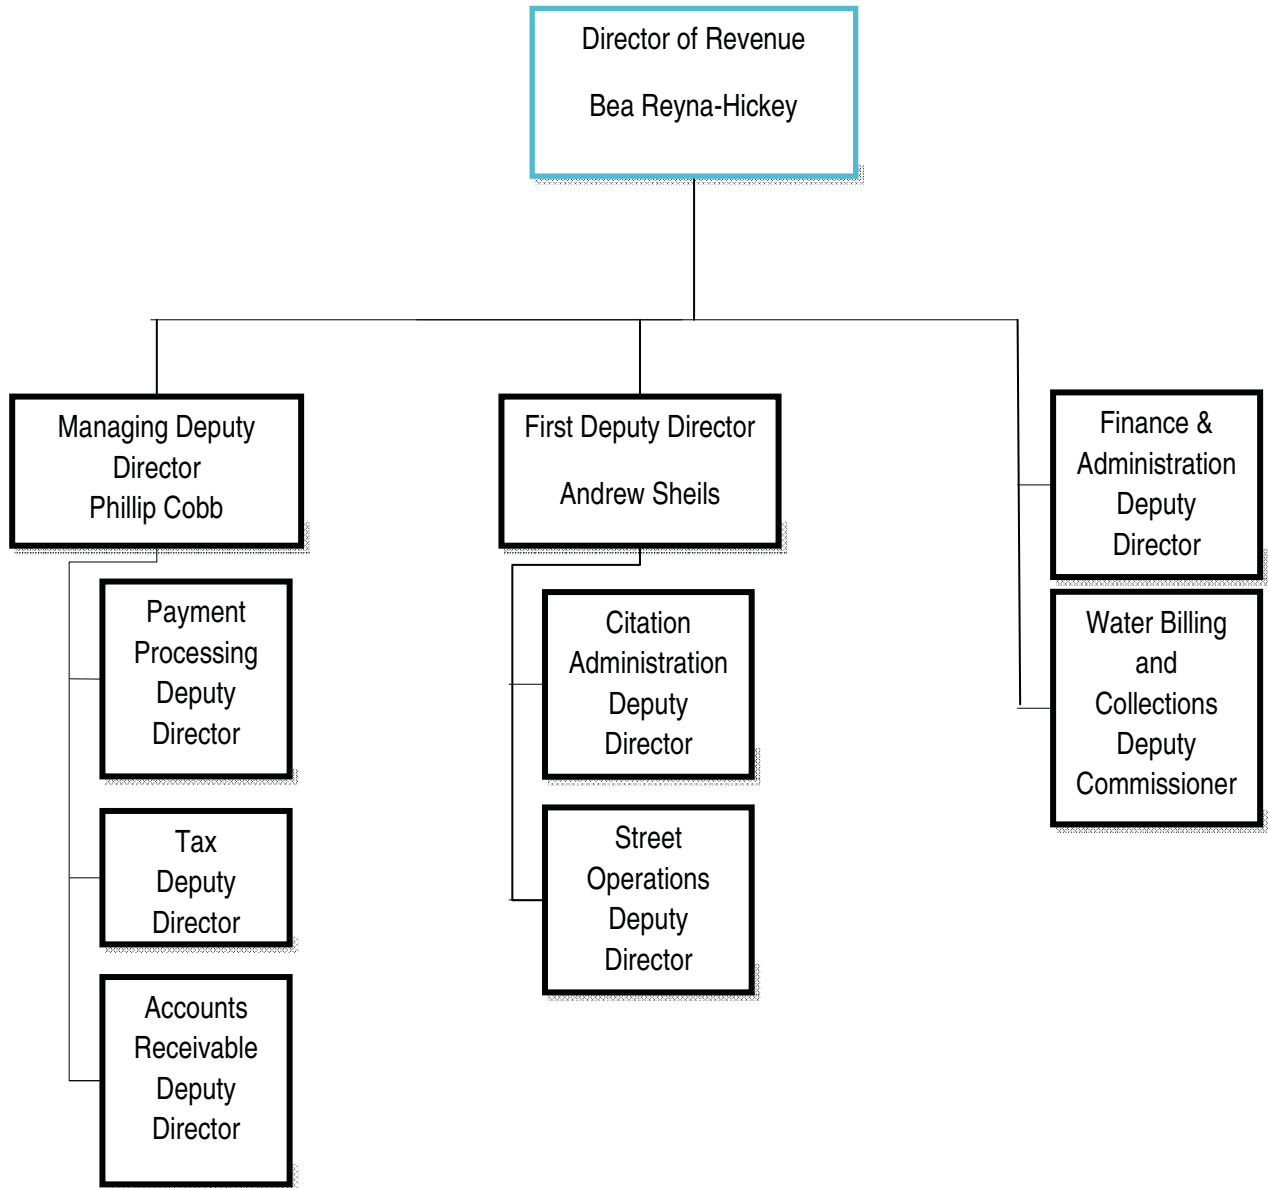 Director of Revenue
Bea Reyna-Hickey
Managing Deputy
Director
Phillip Cobb
Payment
Processing
Deputy
Director
Tax
Deputy
Director
Accounts
Receivable
Deputy
Director
First Deputy Director
Andrew Sheils
Citation
Administration
Deputy
Director
Street
Operations
Deputy
Director
Finance &
Administration
Deputy
Director
Water Billing
and
Collections
Deputy
Commissioner